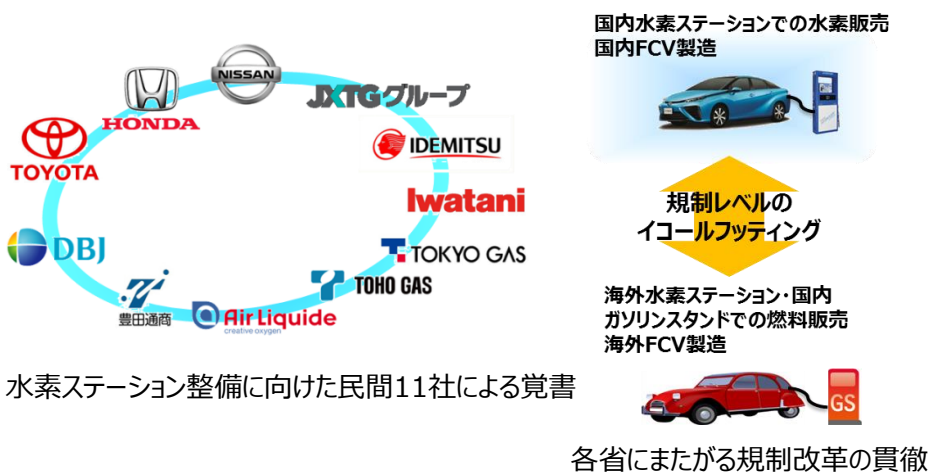 NISSAN
HONDA
JXTGグループ
TOYOTA
IDEMITSU
Iwatani
DBJ
TOKYO GAS
豊田通商
TOHO GAS
Air Liquide
creative oxygen
水素ステーション整備に向けた民間11社による覚書
国内水素ステーションでの水素販売
国内FCV製造
規制レベルの
イコールフッティング
海外水素ステーション・国内
ガソリンスタンドでの燃料販売
海外FCV製造
GS
各省にまたがる規制改革の貫徹